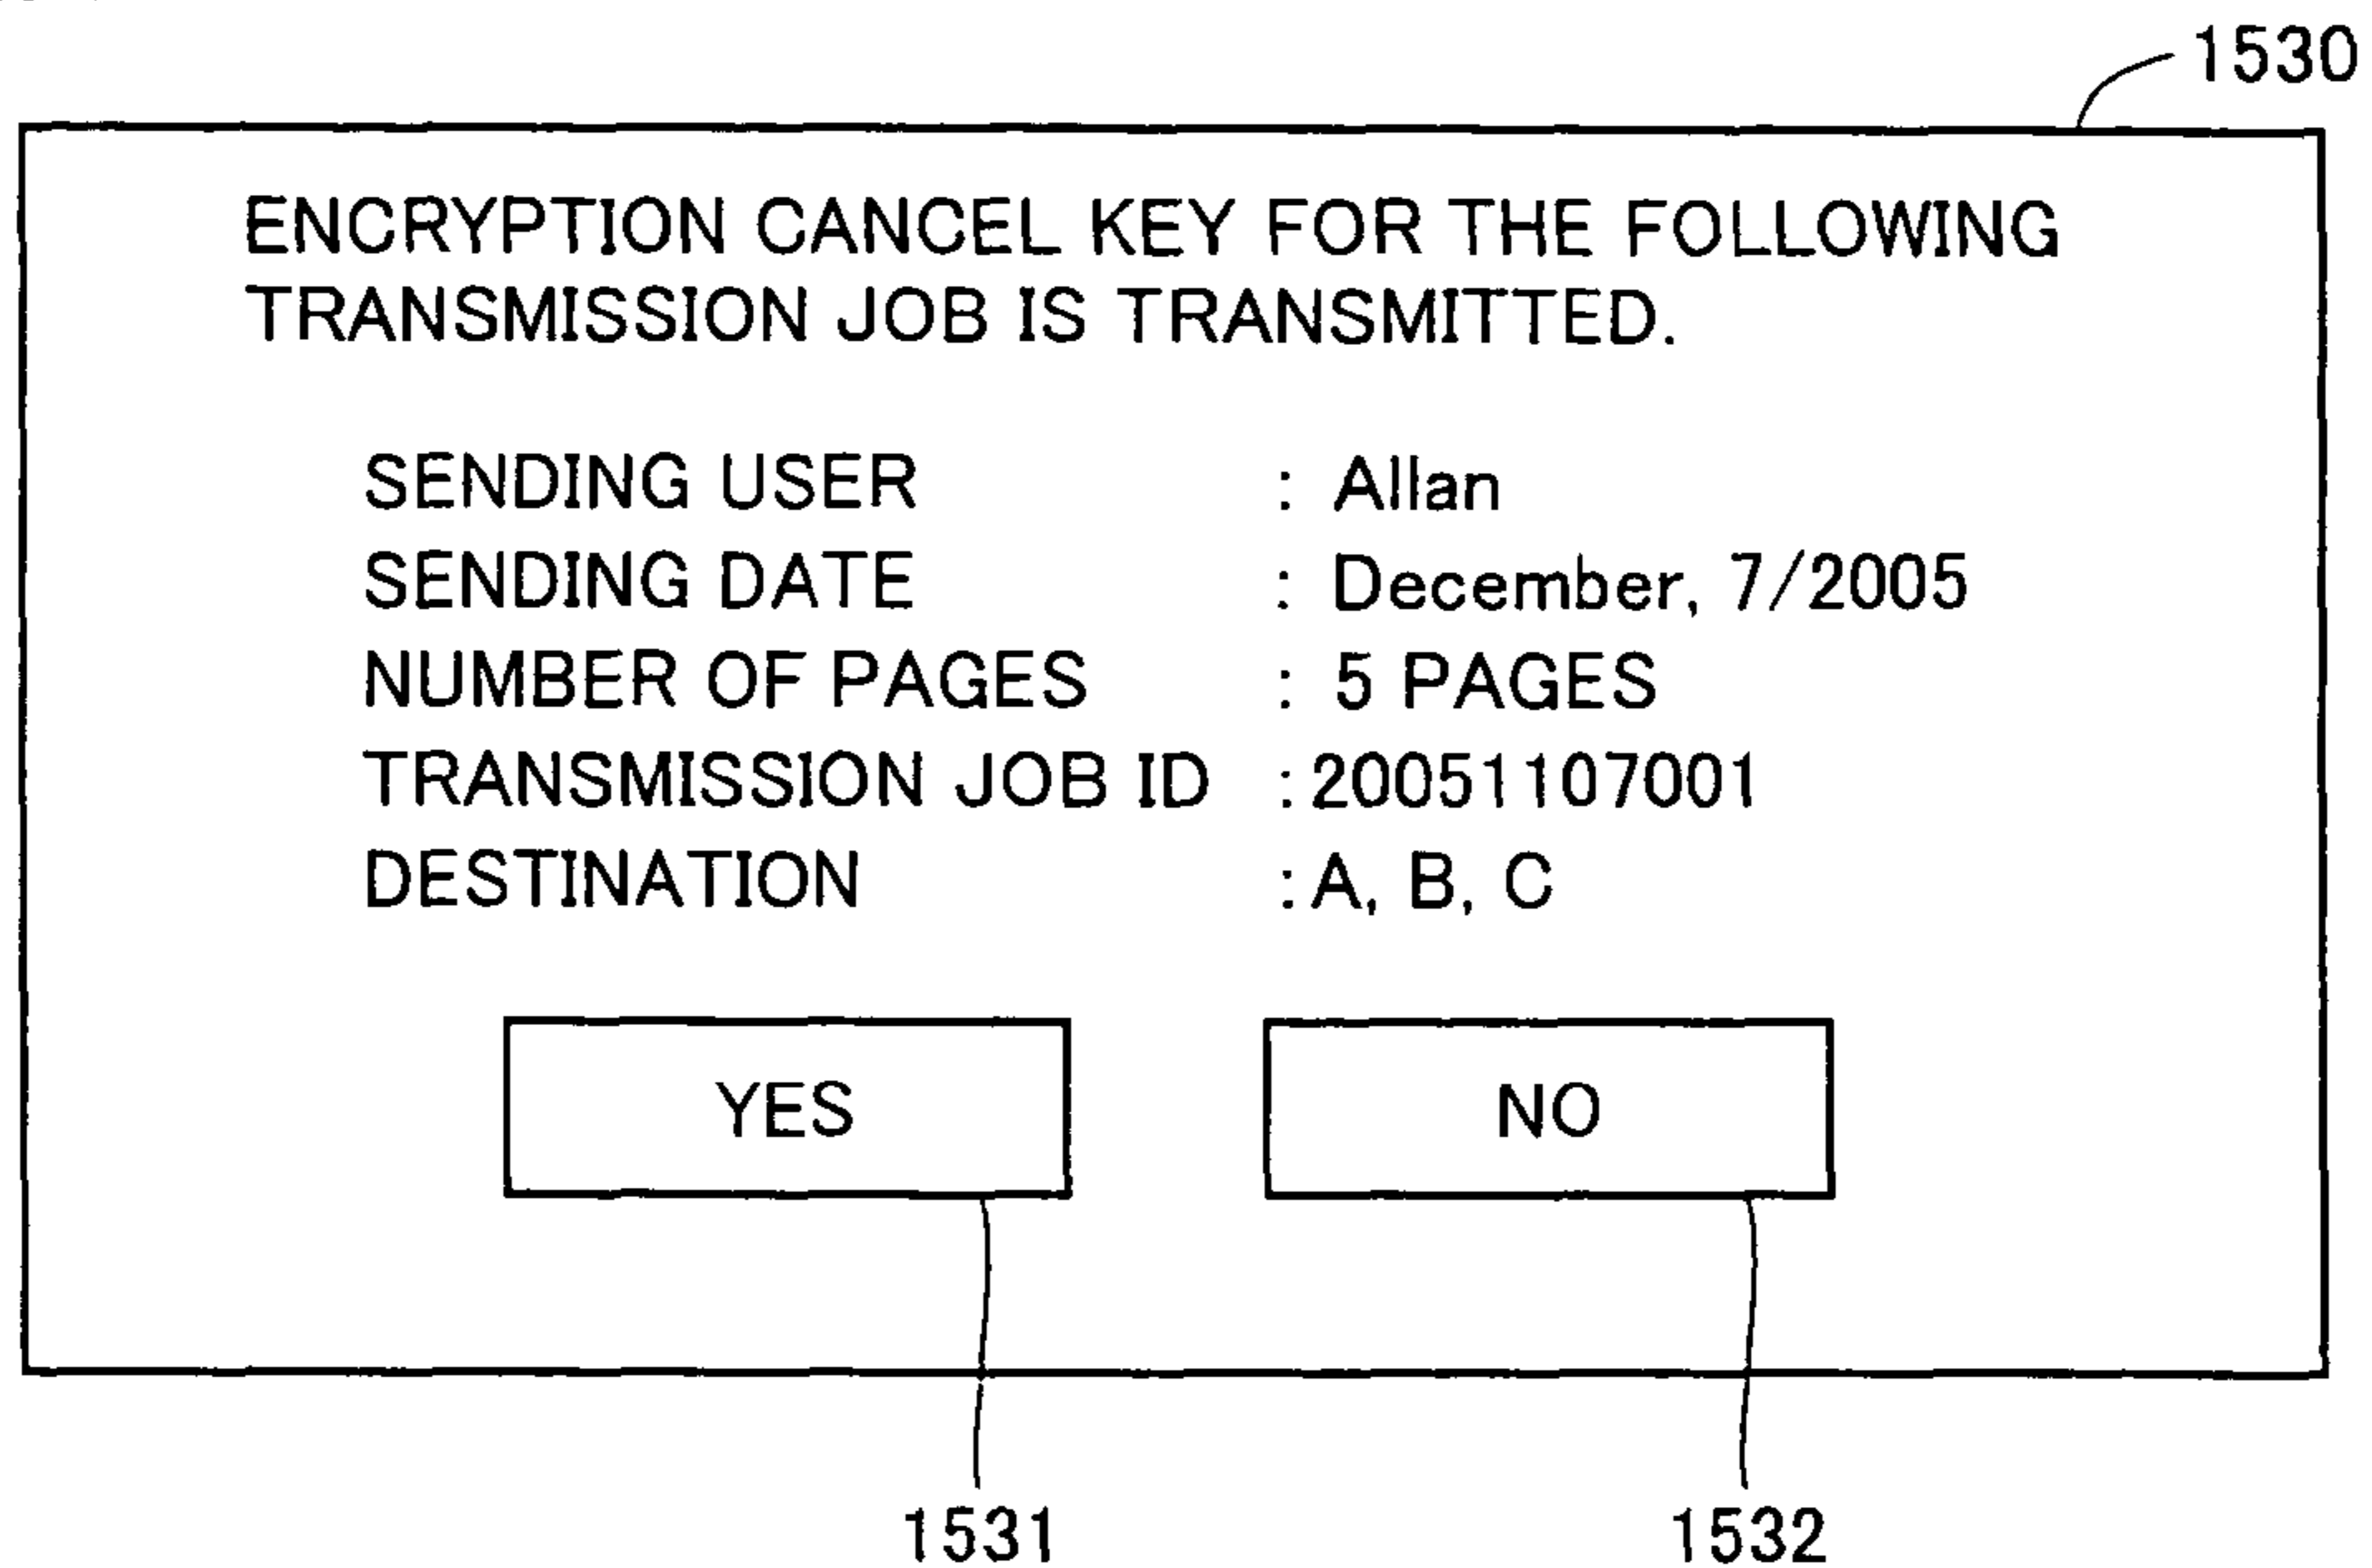 1530
ENCRYPTION CANCEL KEY FOR THE FOLLOWING
TRANSMISSION JOB IS TRANSMITTED.
SENDING USER : Allan
SENDING DATE : December, 7/2005
NUMBER OF PAGES : 5 PAGES
TRANSMISSION JOB ID :20051107001
DESTINATION :A, B, C
YES NO
1531 1532